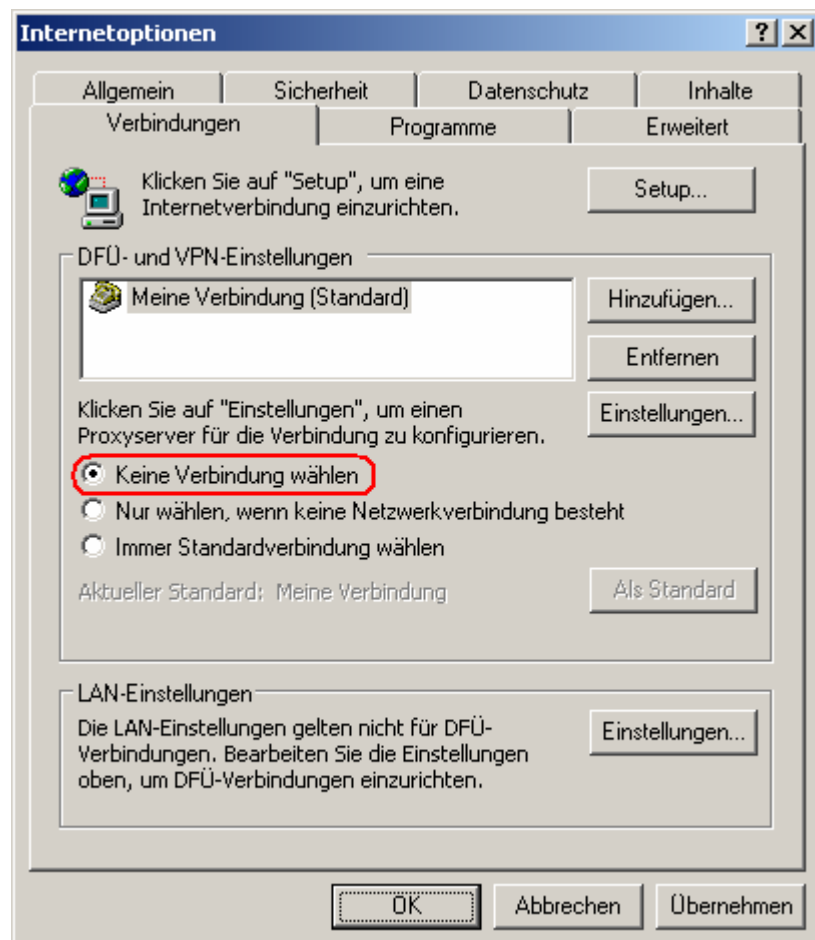 Internetoptionen
Allgemein Sicherheit Datenschutz Inhalte
Verbindungen Programme Erweitert
Klicken Sie auf "Setup", um eine
Internetverbindung einzurichten.
Setup...
DFÜ- und VPN-Einstellungen
Meine Verbindung (Standard)
Hinzufügen...
Entfernen
Klicken Sie auf "Einstellungen", um einen
Proxyserver für die Verbindung zu konfigurieren.
Einstellungen...
Keine Verbindung wählen
Nur wählen, wenn keine Netzwerkverbindung besteht
Immer Standardverbindung wählen
Aktueller Standard: Meine Verbindung
Als Standard
LAN-Einstellungen
Die LAN-Einstellungen gelten nicht für DFÜ-
Verbindungen. Bearbeiten Sie die Einstellungen
oben, um DFÜ-Verbindungen einzurichten.
Einstellungen...
OK Abbrechen Übernehmen